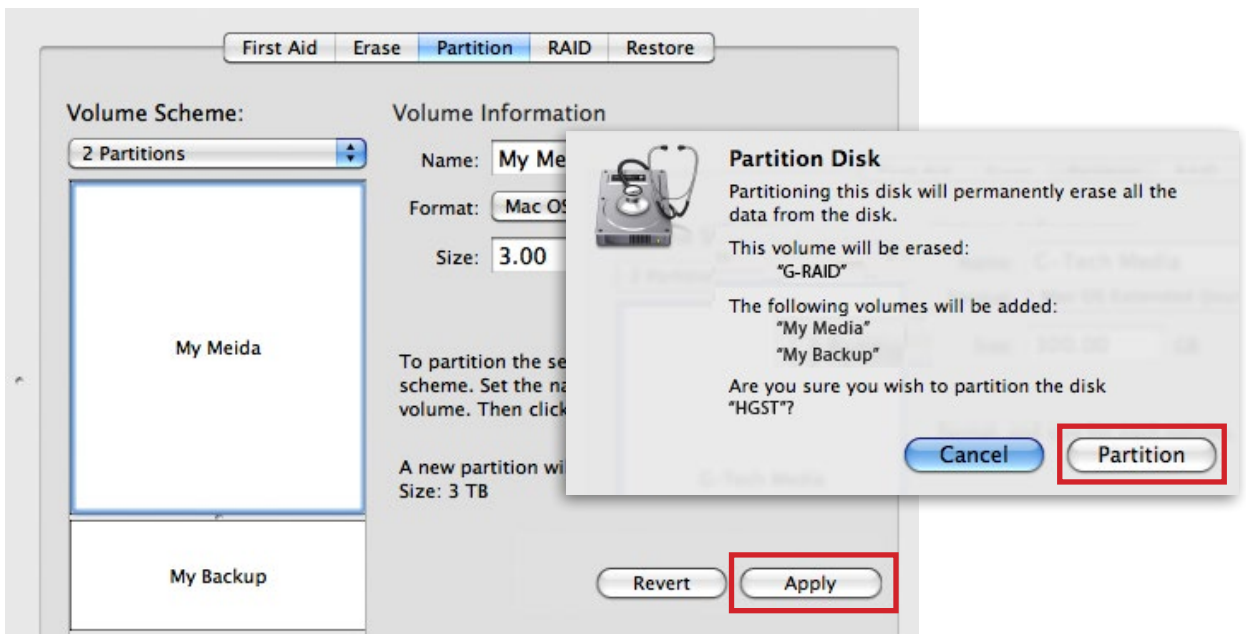 First Aid Erase Partition RAID Restore
Volume Scheme:
2 Partitions
My Meida
My Backup
Volume Information
Name: My Me
Format: Mac OS
Size: 3.00
To partition the se
scheme. Set the na
volume. Then click
A new partition wi
Size: 3 TB
Revert Apply
Partition Disk
Partitioning this disk will permanently erase all the
data from the disk.
This volume will be erased:
"G-RAID"
The following volumes will be added:
"My Media"
"My Backup"
Are you sure you wish to partition the disk
"HGST"?
Cancel Partition